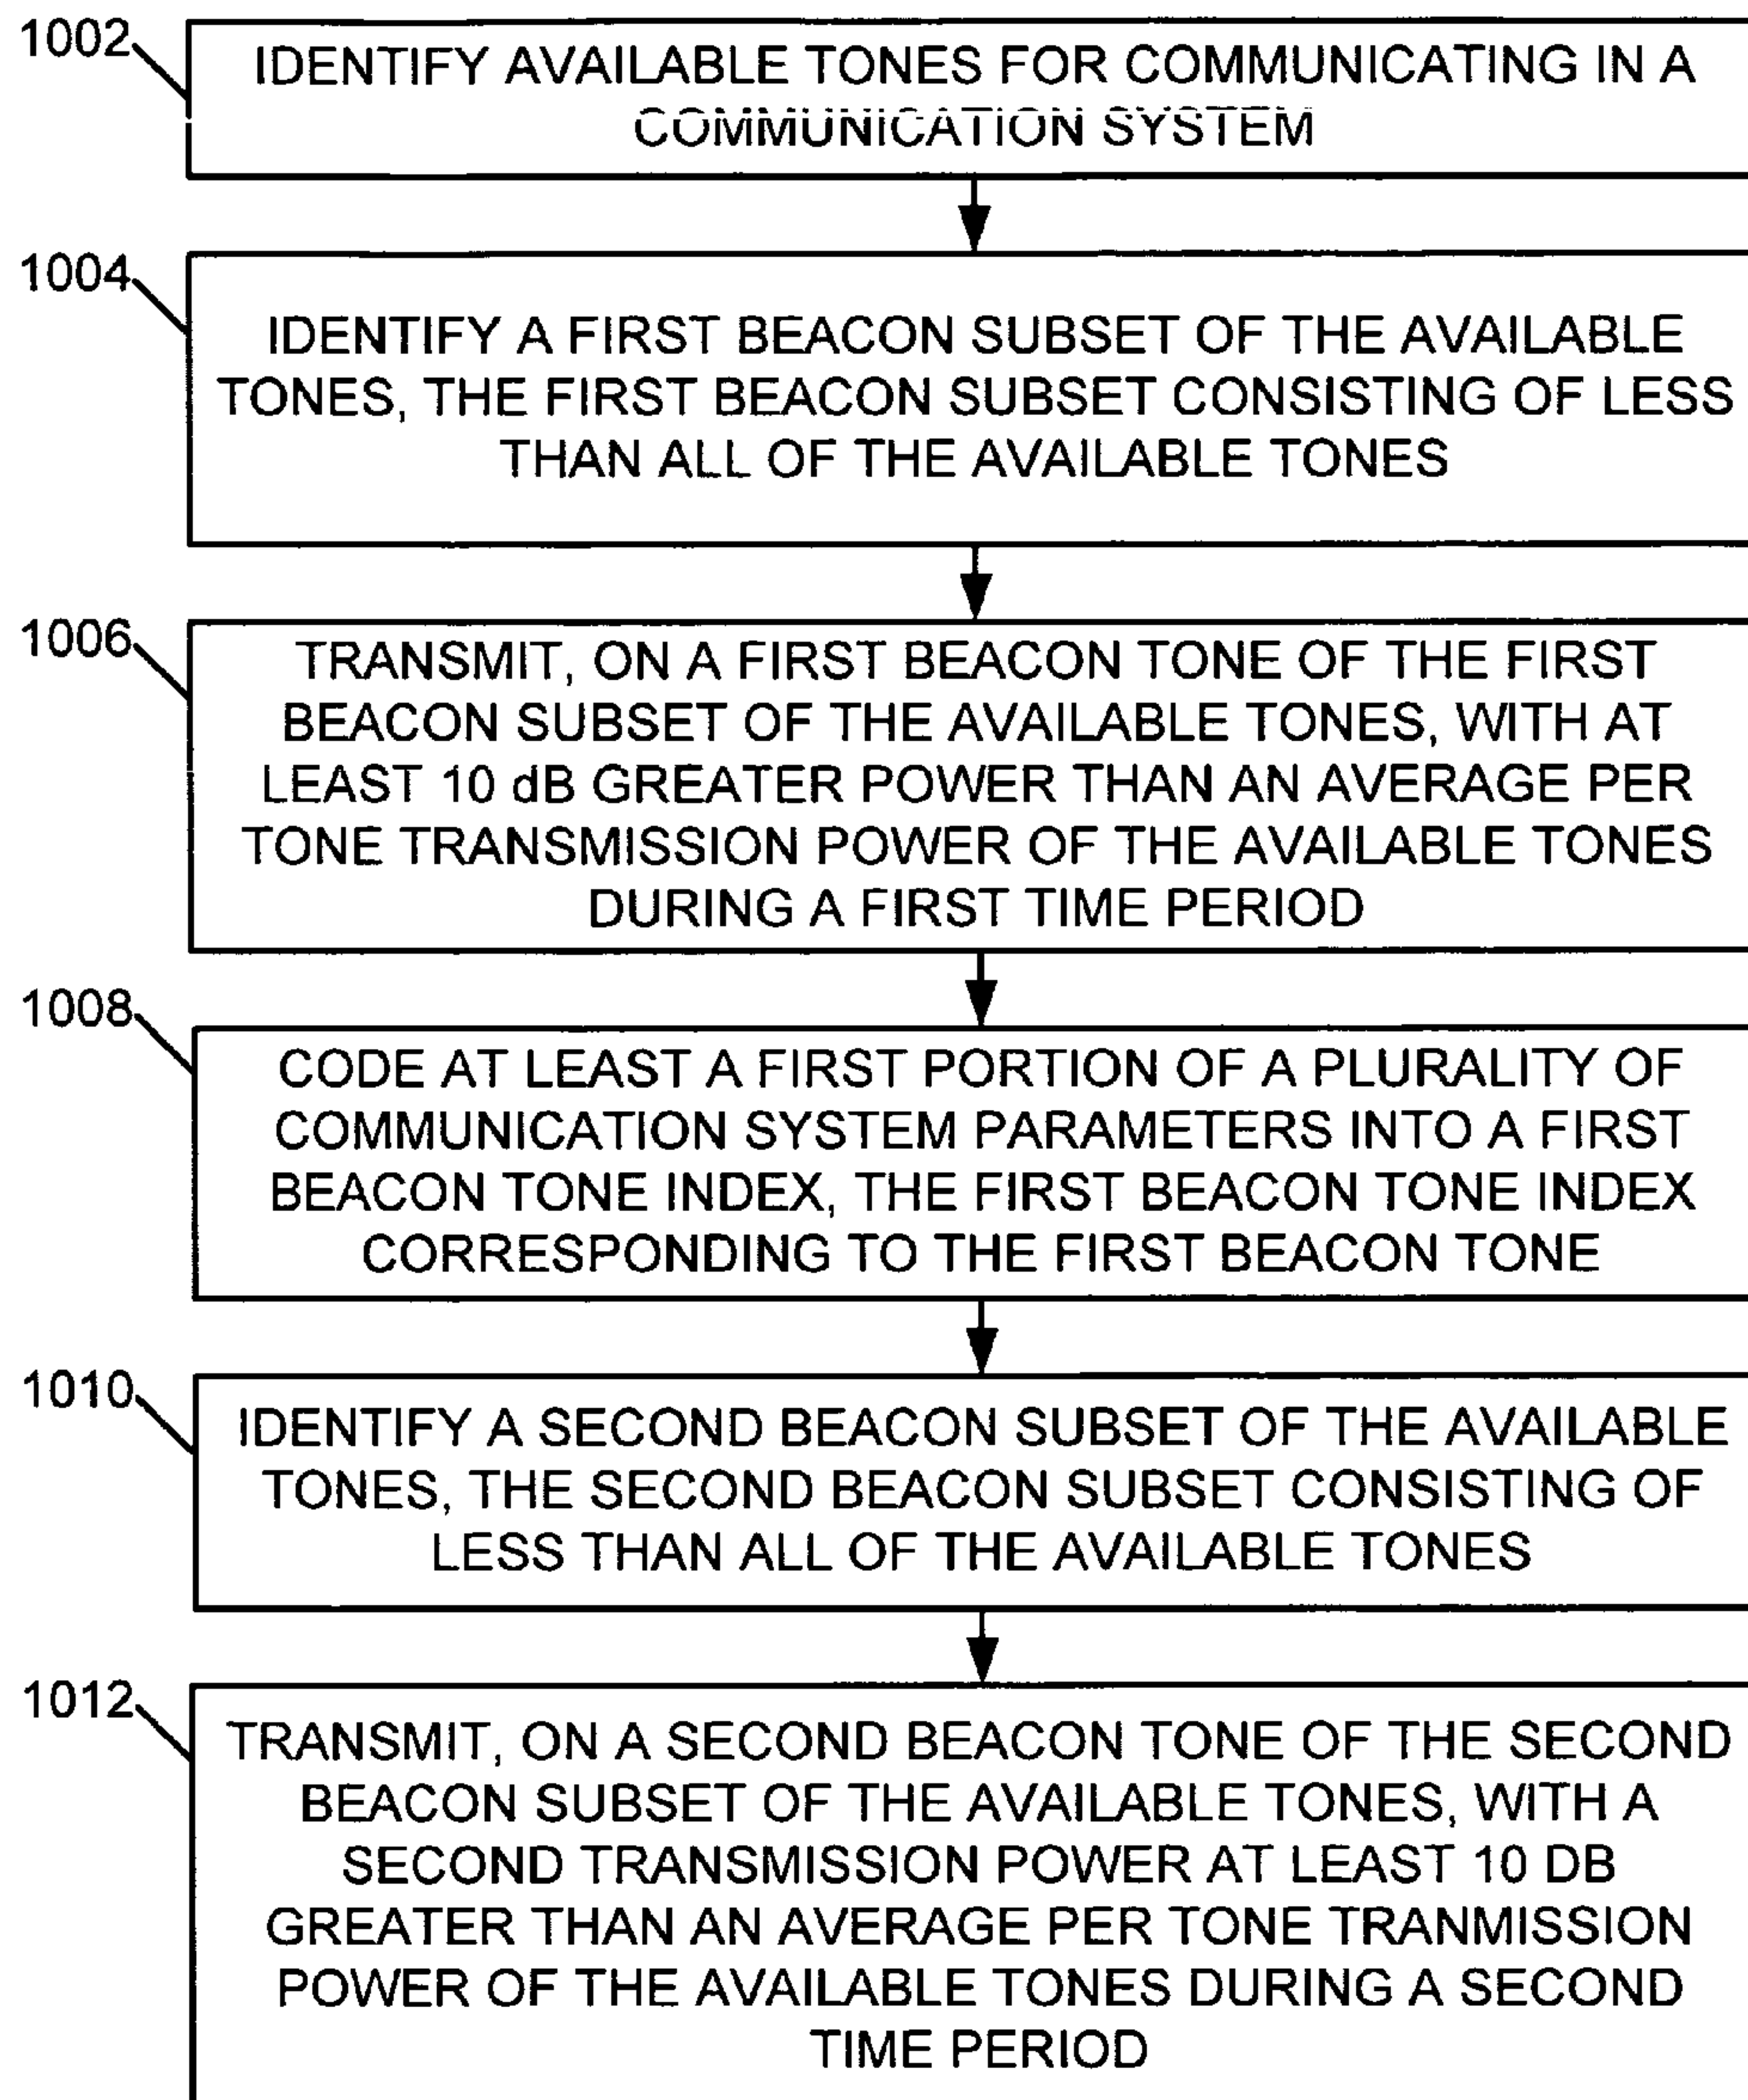 1002
IDENTIFY AVAILABLE TONES FOR COMMUNICATING IN A
COMMUNICATION SYSTEM
1004
IDENTIFY A FIRST BEACON SUBSET OF THE AVAILABLE
TONES, THE FIRST BEACON SUBSET CONSISTING OF LESS
THAN ALL OF THE AVAILABLE TONES
1006
TRANSMIT, ON A FIRST BEACON TONE OF THE FIRST
BEACON SUBSET OF THE AVAILABLE TONES, WITH AT
LEAST 10 dB GREATER POWER THAN AN AVERAGE PER
TONE TRANSMISSION POWER OF THE AVAILABLE TONES
DURING A FIRST TIME PERIOD
1008
CODE AT LEAST A FIRST PORTION OF A PLURALITY OF
COMMUNICATION SYSTEM PARAMETERS INTO A FIRST
BEACON TONE INDEX, THE FIRST BEACON TONE INDEX
CORRESPONDING TO THE FIRST BEACON TONE
1010
IDENTIFY A SECOND BEACON SUBSET OF THE AVAILABLE
TONES, THE SECOND BEACON SUBSET CONSISTING OF
LESS THAN ALL OF THE AVAILABLE TONES
1012
TRANSMIT, ON A SECOND BEACON TONE OF THE SECOND
BEACON SUBSET OF THE AVAILABLE TONES, WITH A
SECOND TRANSMISSION POWER AT LEAST 10 DB
GREATER THAN AN AVERAGE PER TONE TRANMISSION
POWER OF THE AVAILABLE TONES DURING A SECOND
TIME PERIOD